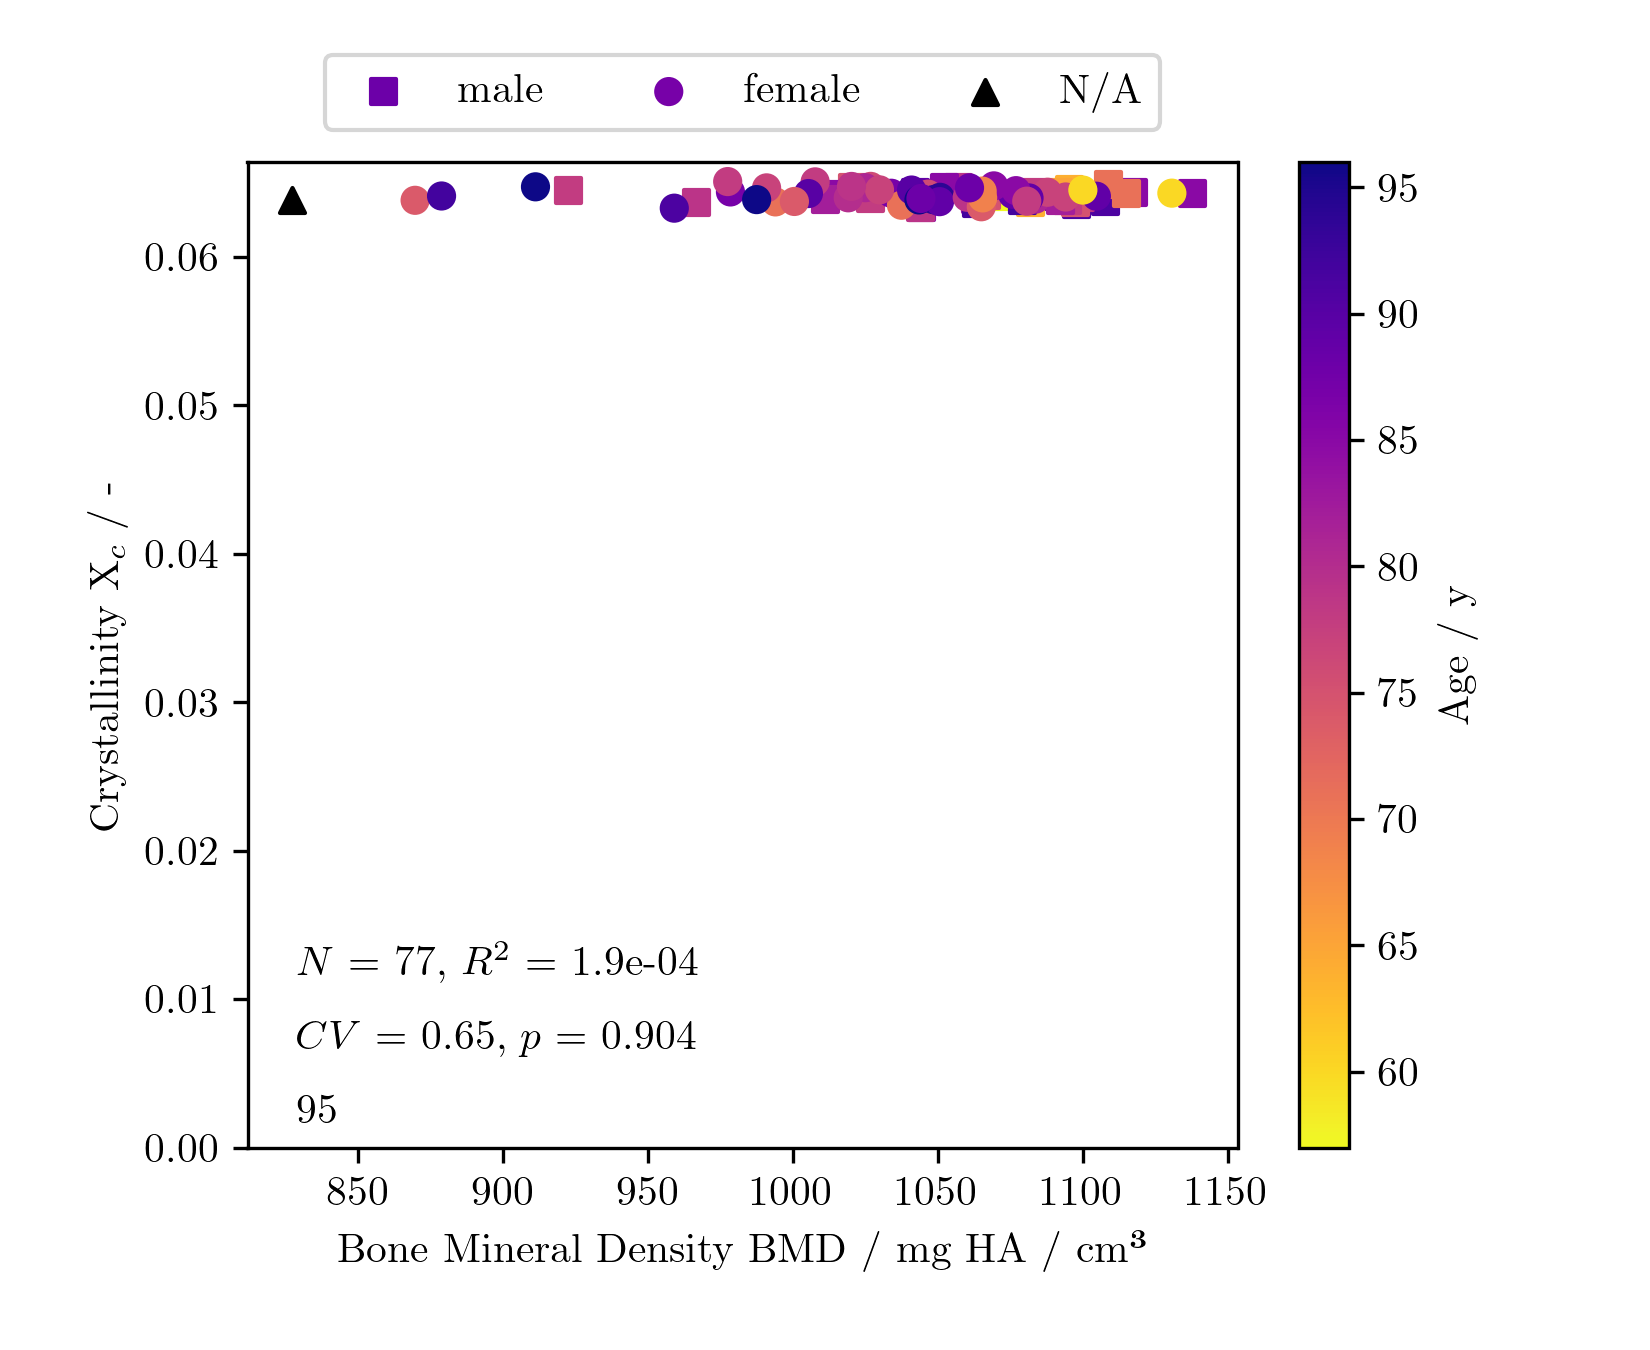 male female N/A
0.06
0.05
0.04
0.03
0.02
0.01
0.00
Crystallinity X_c / -
N = 77, R² = 1.9e-04
CV = 0.65, p = 0.904
95
850 900 950 1000 1050 1100 1150
Bone Mineral Density BMD / mg HA / cm³
95
90
85
80
75
70
65
60
Age / y